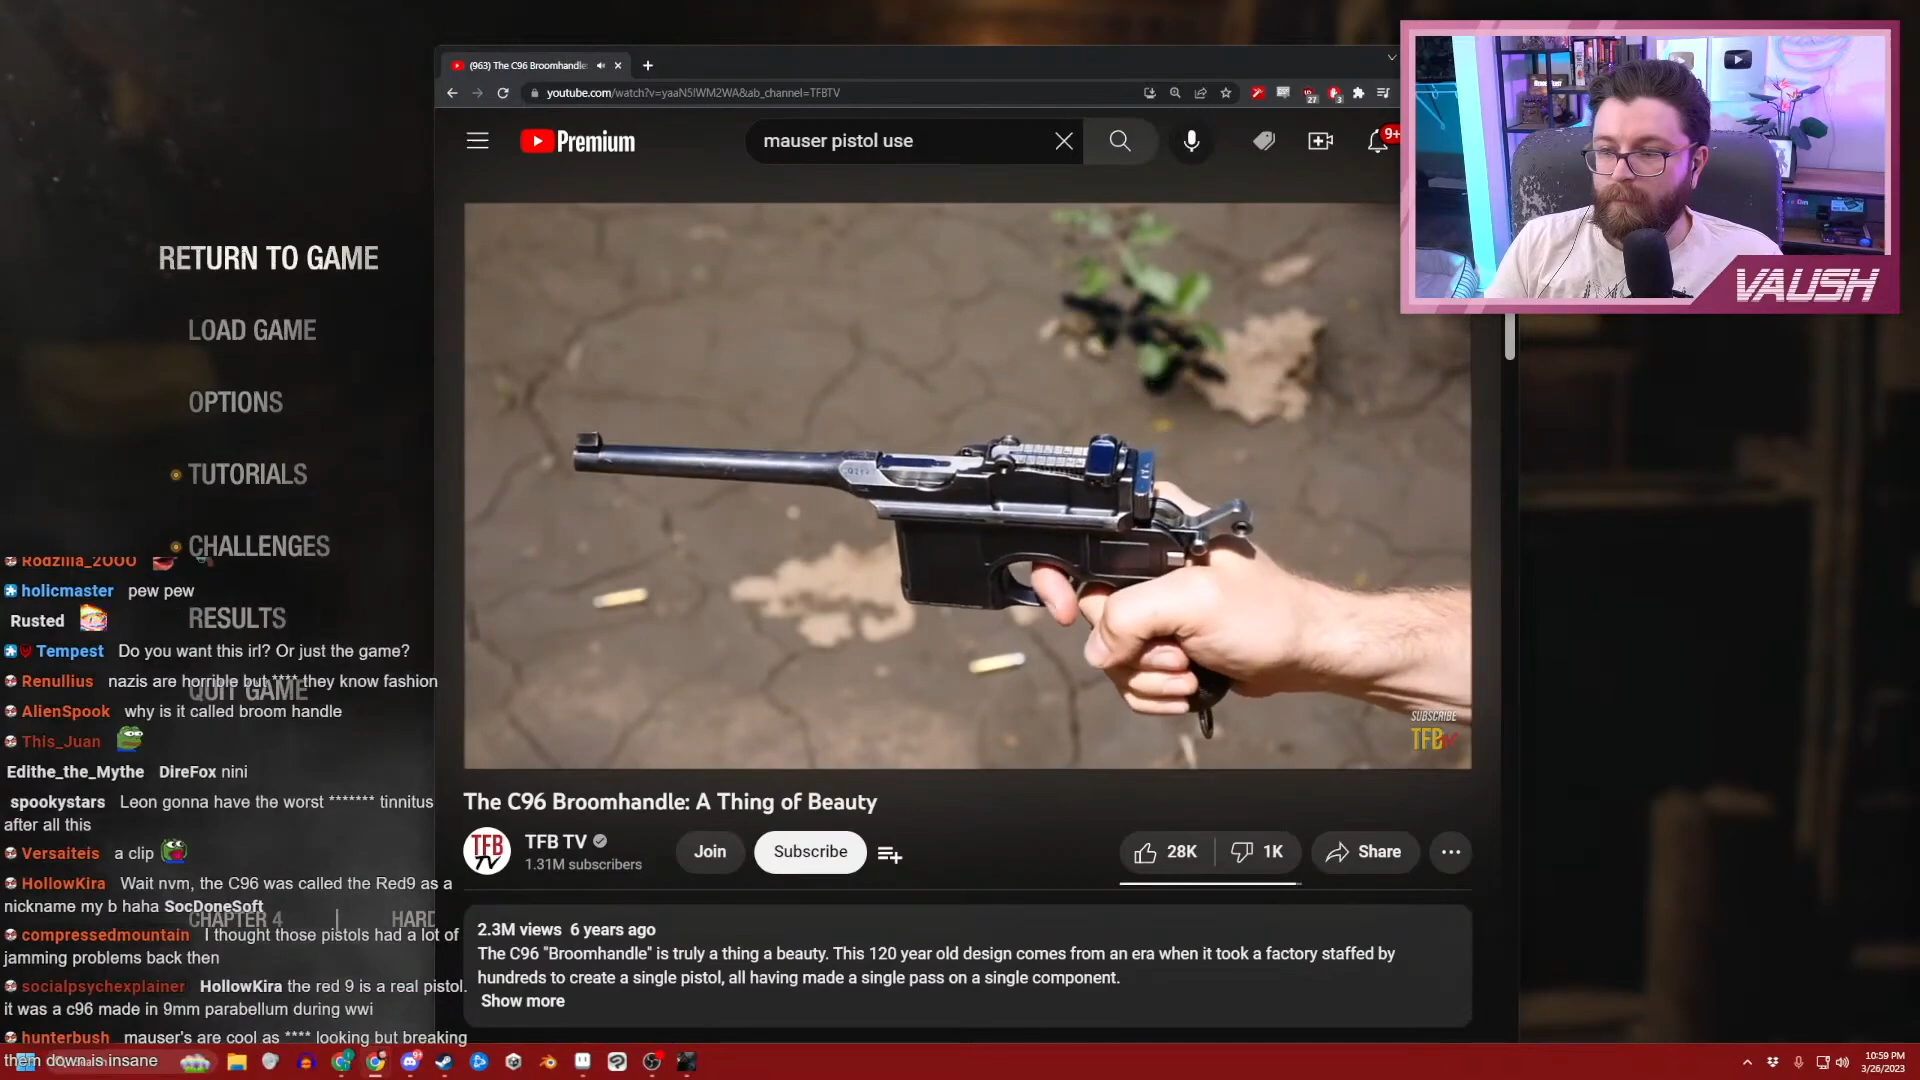 (963) The C96 Broomhandle:
youtube.com/watch?v=yaaN5IWM2WA&ab_channel=TFBTV
27
3
Premium
mauser pistol use
9+
VAUSH
RETURN TO GAME
LOAD GAME
OPTIONS
TUTORIALS
CHALLENGES
RESULTS
QUIT GAME
CHAPTER 4 | HARD
Rodzilla_2000
holicmaster pew pew
Rusted
Tempest Do you want this irl? Or just the game?
Renullius nazis are horrible but **** they know fashion
AlienSpook why is it called broom handle
This_Juan
Edithe_the_Mythe DireFox nini
spookystars Leon gonna have the worst ******* tinnitus
after all this
Versaiteis a clip
HollowKira Wait nvm, the C96 was called the Red9 as a
nickname my b haha SocDoneSoft
compressedmountain I thought those pistols had a lot of
jamming problems back then
socialpsychexplainer HollowKira the red 9 is a real pistol.
it was a c96 made in 9mm parabellum during wwi
hunterbush mauser's are cool as **** looking but breaking
them down is insane
SUBSCRIBE
TFBTV
The C96 Broomhandle: A Thing of Beauty
TFB
TV
TFB TV
1.31M subscribers
Join
Subscribe
28K
1K
Share
2.3M views 6 years ago
The C96 "Broomhandle" is truly a thing a beauty. This 120 year old design comes from an era when it took a factory staffed by
hundreds to create a single pistol, all having made a single pass on a single component.
Show more
10:59 PM
3/26/2023